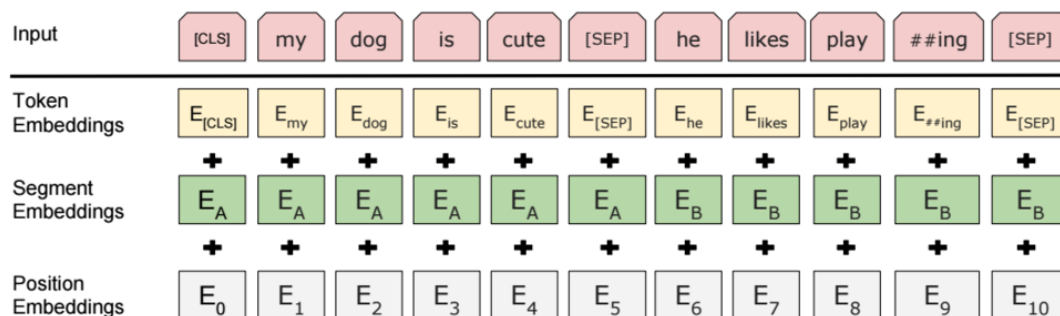 Input [CLS] my dog is cute [SEP] he likes play ##ing [SEP]
Token Embeddings E[CLS] Emy Edog Eis Ecute E[SEP] Ehe Elikes Eplay E##ing E[SEP]
+ + + + + + + + + + +
Segment Embeddings EA EA EA EA EA EA EB EB EB EB EB
+ + + + + + + + + + +
Position Embeddings E0 E1 E2 E3 E4 E5 E6 E7 E8 E9 E10